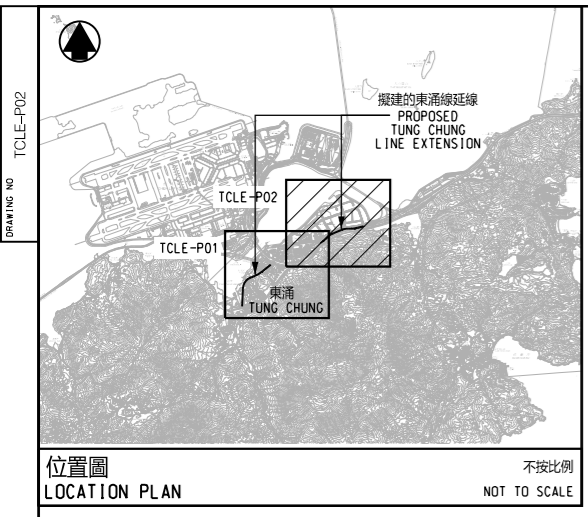 DRAWING NO TCLE-P02
擬建的東涌線延線
PROPOSED
TUNG CHUNG
LINE EXTENSION
TCLE-P02
TCLE-P01
東涌
TUNG CHUNG
位置圖
LOCATION PLAN
不按比例
NOT TO SCALE